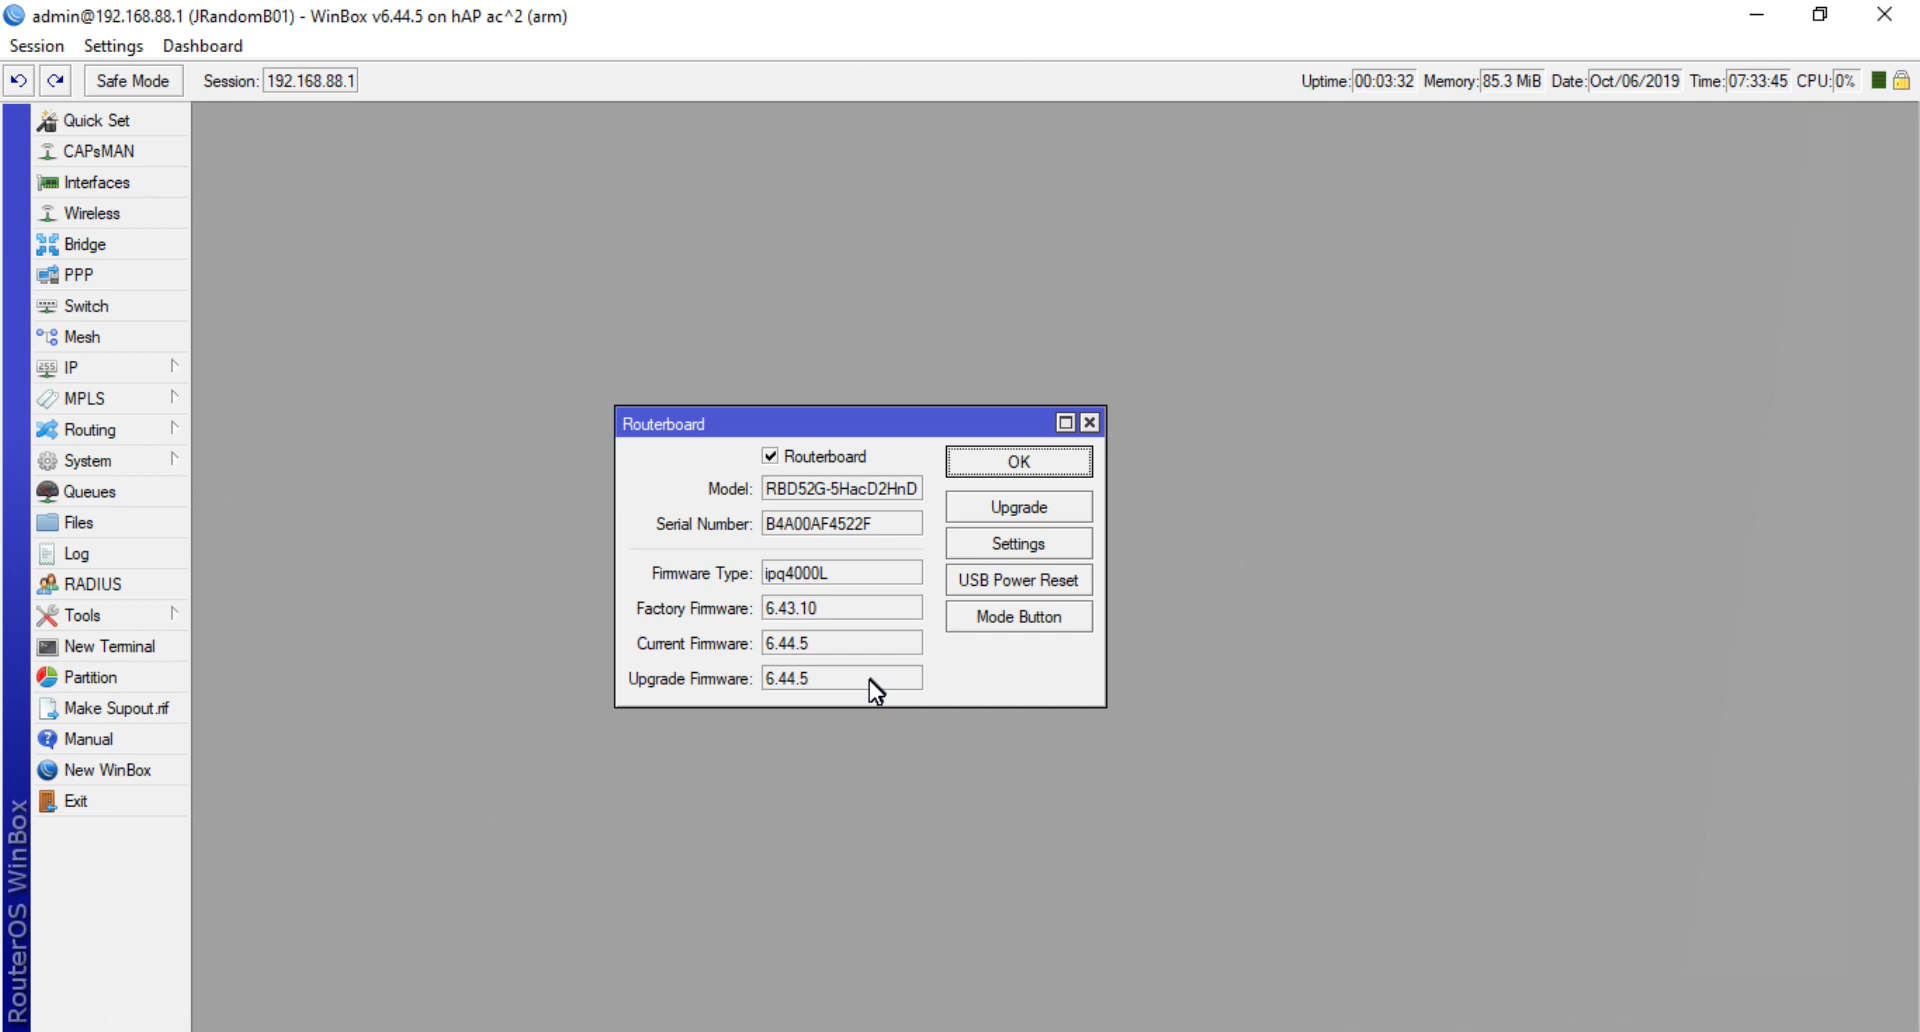 admin@192.168.88.1 (JRandomB01) - WinBox v6.44.5 on hAP ac^2 (arm)
Session Settings Dashboard
Safe Mode Session: 192.168.88.1 Uptime: 00:03:32 Memory: 85.3 MiB Date: Oct/06/2019 Time: 07:33:45 CPU: 0%
Quick Set
CAPsMAN
Interfaces
Wireless
Bridge
PPP
Switch
Mesh
255 IP
MPLS
Routing
System
Queues
Files
Log
RADIUS
Tools
New Terminal
Partition
Make Supout.rif
Manual
New WinBox
Exit
RouterOS WinBox
Routerboard
Routerboard
Model: RBD52G-5HacD2HnD
Serial Number: B4A00AF4522F
Firmware Type: ipq4000L
Factory Firmware: 6.43.10
Current Firmware: 6.44.5
Upgrade Firmware: 6.44.5
OK
Upgrade
Settings
USB Power Reset
Mode Button